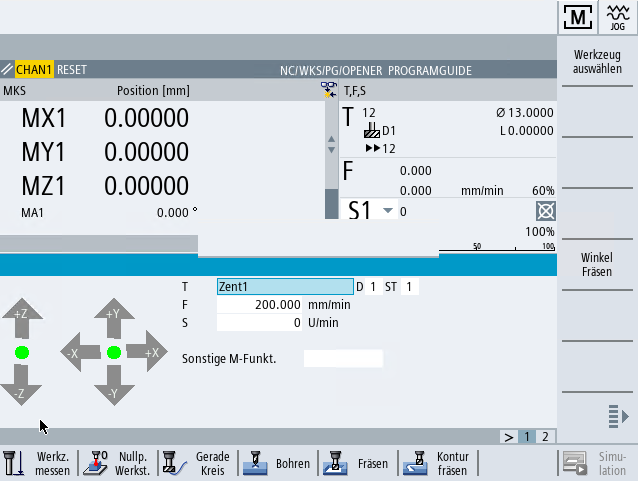 M
JOG
Werkzeug
auswählen
CHAN1 RESET
NC/WKS/PG/OPENER PROGRAMGUIDE
MKS
Position [mm]
T,F,S
MX1 0.00000
MY1 0.00000
MZ1 0.00000
MA1 0.000 °
T 12 Ø 13.0000
D1 L 0.00000
▶▶12
F 0.000
0.000 mm/min 60%
S1 0
100%
50 100
Winkel
Fräsen
T Zent1 D 1 ST 1
F 200.000 mm/min
S 0 U/min
Sonstige M-Funkt.
+Z
+Y
-X
+X
-Z
-Y
> 1 2
Werkz.
messen
Nullp.
Werkst.
Gerade
Kreis
Bohren
Fräsen
Kontur
fräsen
Simu-
lation